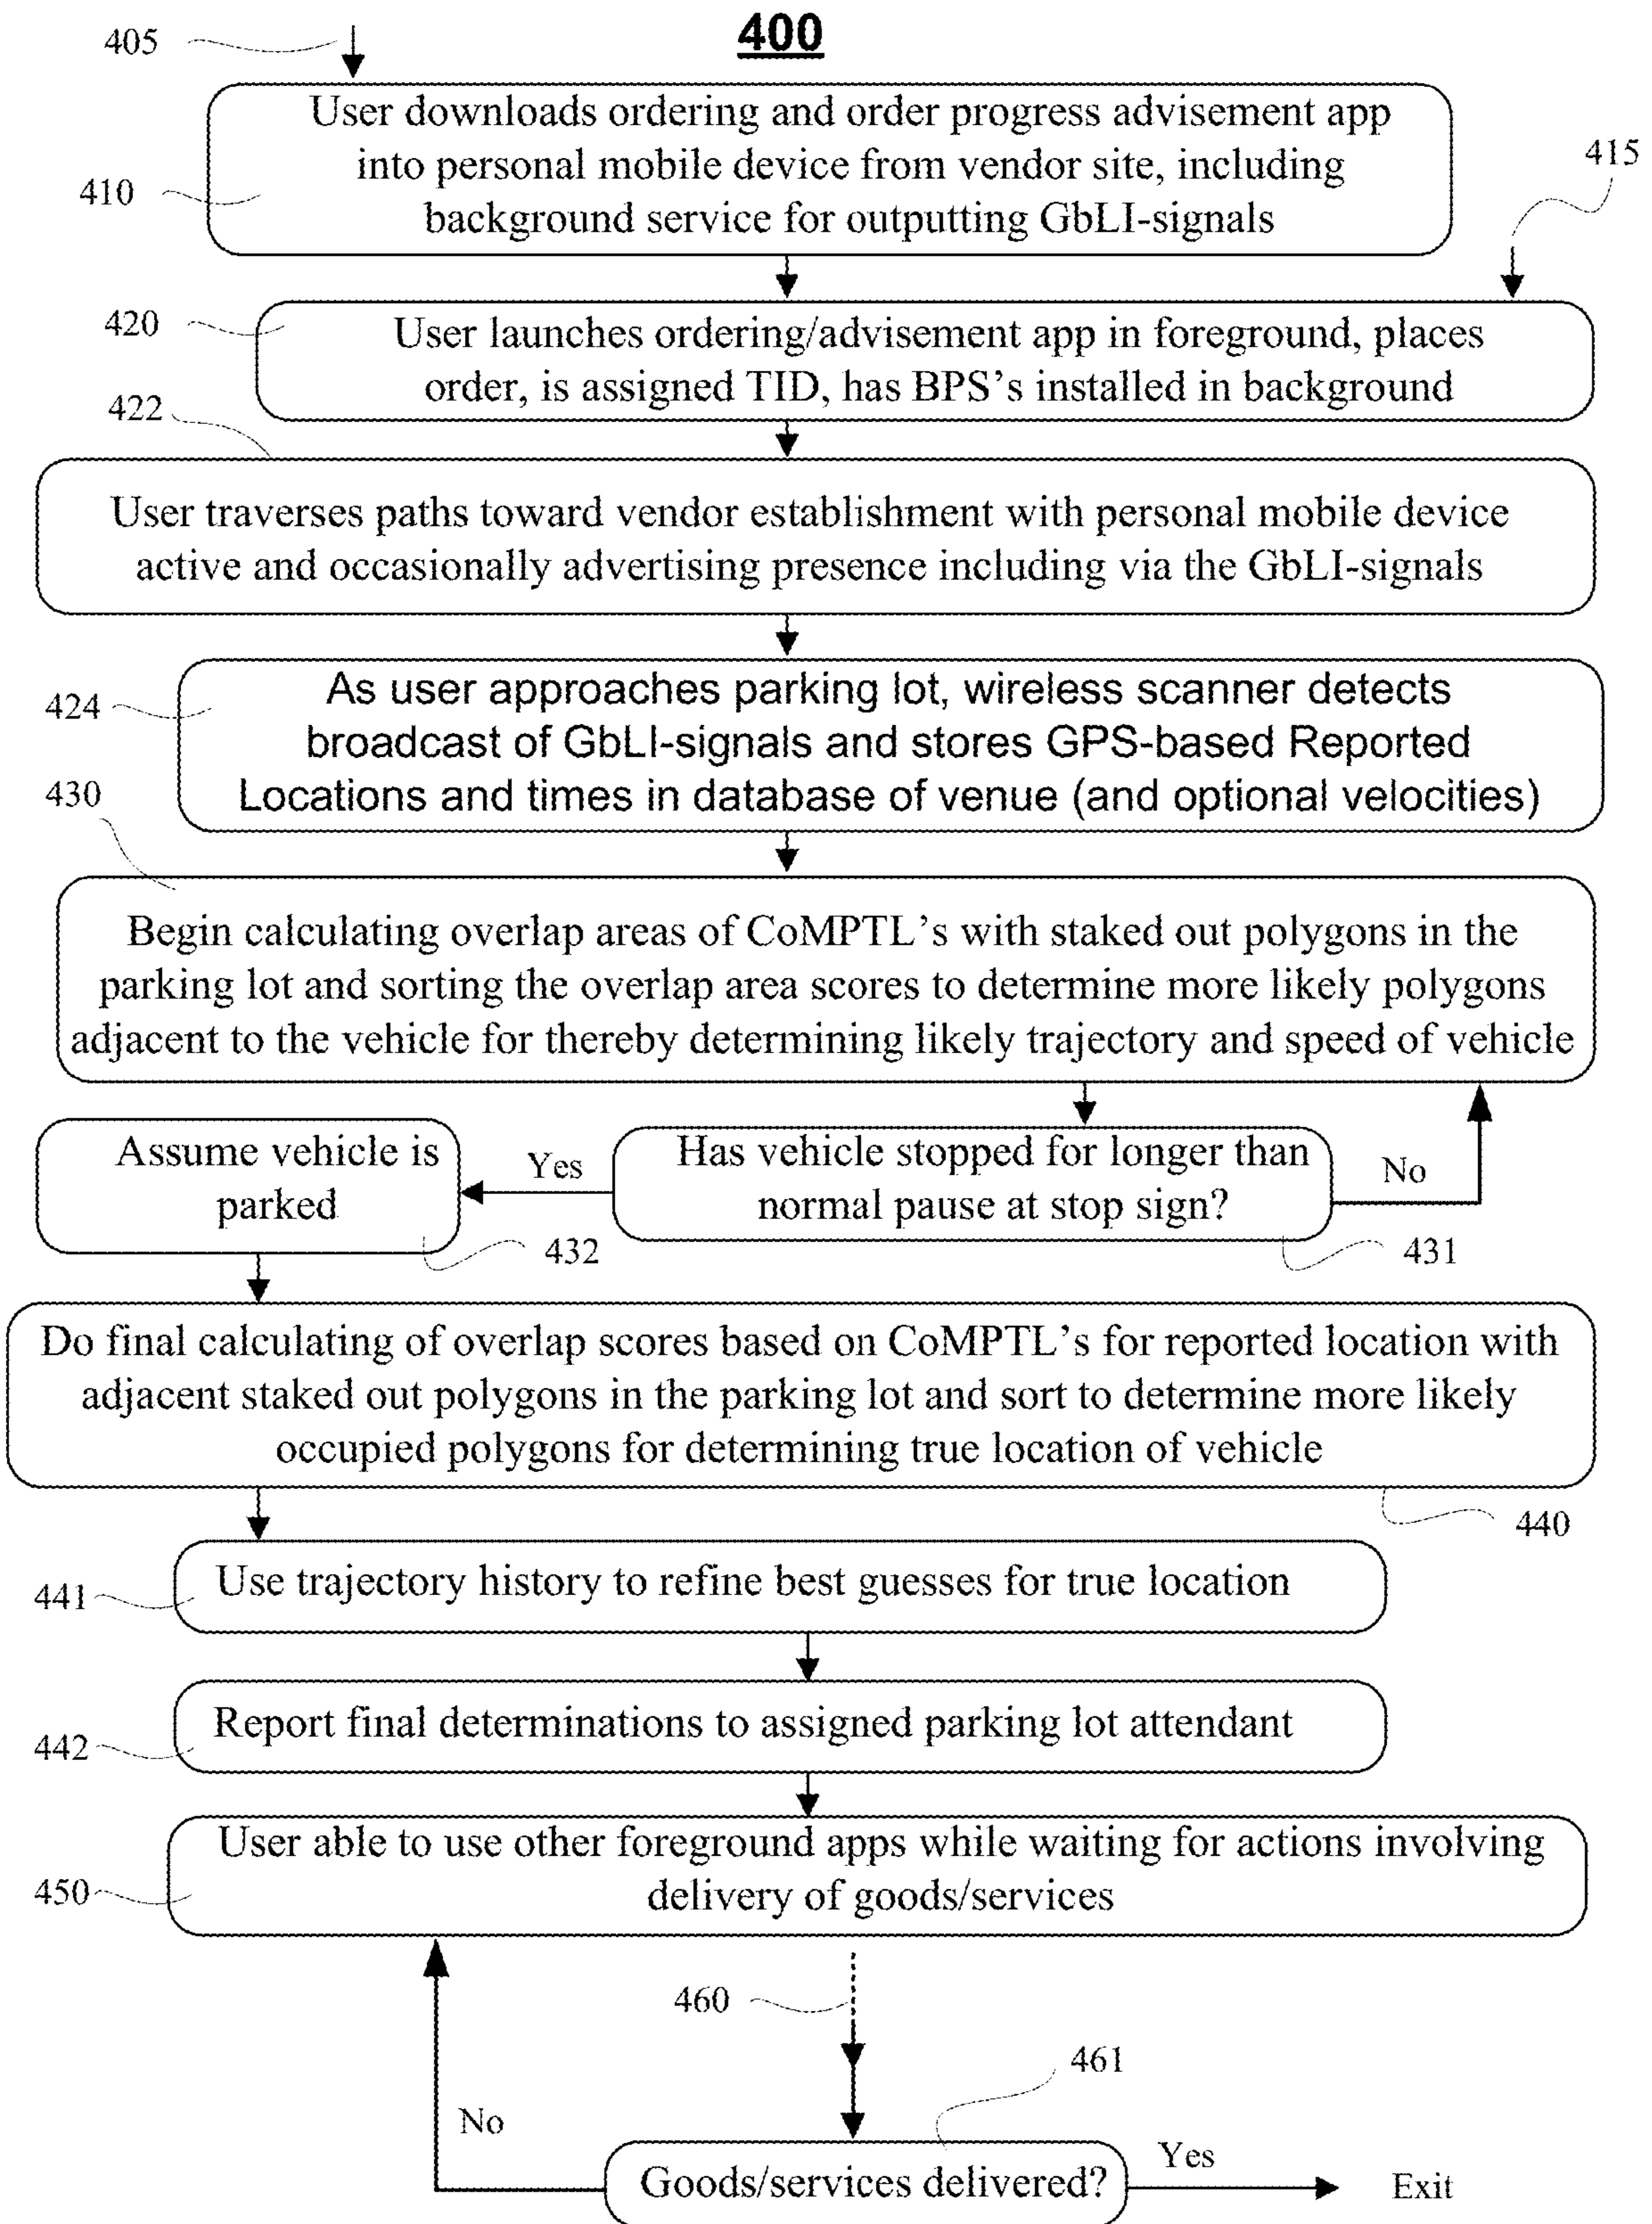 400
405
User downloads ordering and order progress advisement app
into personal mobile device from vendor site, including
background service for outputting GbLI-signals
410
415
420
User launches ordering/advisement app in foreground, places
order, is assigned TID, has BPS's installed in background
422
User traverses paths toward vendor establishment with personal mobile device
active and occasionally advertising presence including via the GbLI-signals
424
As user approaches parking lot, wireless scanner detects
broadcast of GbLI-signals and stores GPS-based Reported
Locations and times in database of venue (and optional velocities)
430
Begin calculating overlap areas of CoMPTL's with staked out polygons in the
parking lot and sorting the overlap area scores to determine more likely polygons
adjacent to the vehicle for thereby determining likely trajectory and speed of vehicle
Assume vehicle is
parked
Yes
Has vehicle stopped for longer than
normal pause at stop sign?
No
432
431
Do final calculating of overlap scores based on CoMPTL's for reported location with
adjacent staked out polygons in the parking lot and sort to determine more likely
occupied polygons for determining true location of vehicle
440
441
Use trajectory history to refine best guesses for true location
442
Report final determinations to assigned parking lot attendant
450
User able to use other foreground apps while waiting for actions involving
delivery of goods/services
460
461
No
Goods/services delivered?
Yes
Exit